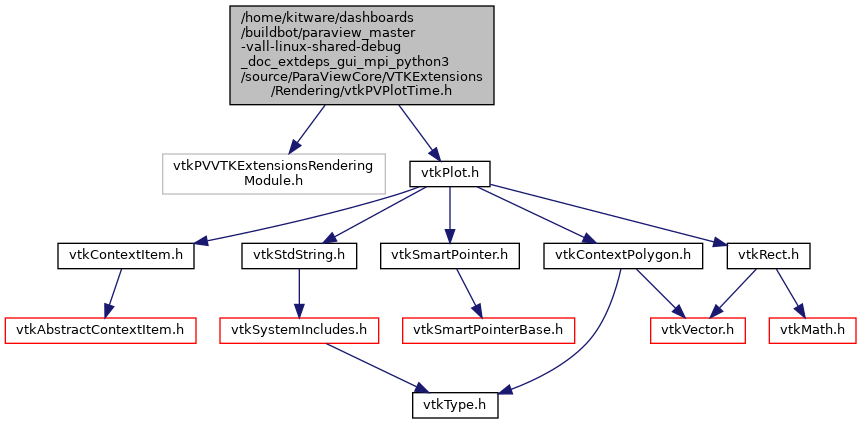 /home/kitware/dashboards
/buildbot/paraview_master
-vall-linux-shared-debug
_doc_extdeps_gui_mpi_python3
/source/ParaViewCore/VTKExtensions
/Rendering/vtkPVPlotTime.h
vtkPVVTKExtensionsRendering
Module.h
vtkPlot.h
vtkContextItem.h
vtkStdString.h
vtkSmartPointer.h
vtkContextPolygon.h
vtkRect.h
vtkAbstractContextItem.h
vtkSystemIncludes.h
vtkSmartPointerBase.h
vtkVector.h
vtkMath.h
vtkType.h